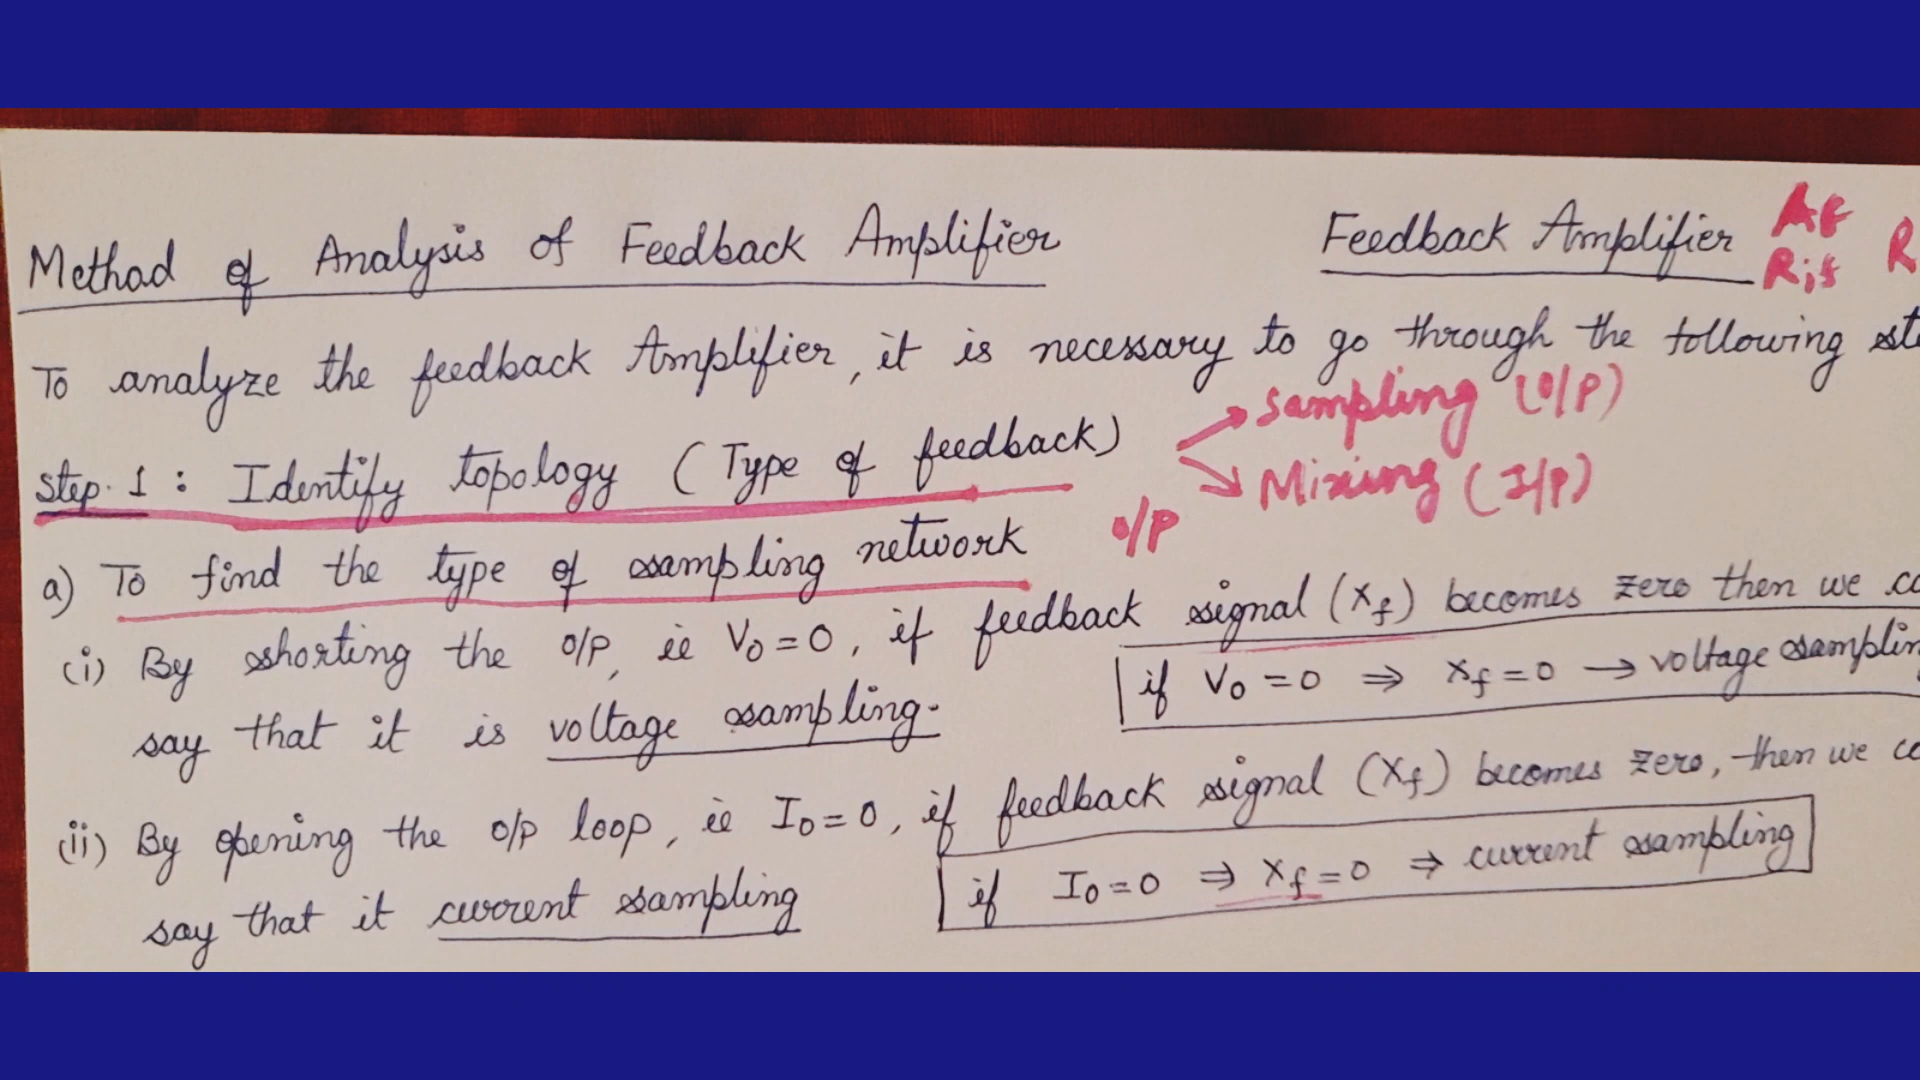 Method of Analysis of Feedback Amplifier
Feedback Amplifier Af
Rif R
To analyze the feedback Amplifier, it is necessary to go through the following
Sampling (O/P)
Step. 1 : Identify topology (Type of feedback)
Mixing (I/P)
a) To find the type of sampling network O/P
(i) By shorting the o/p, ie Vo = 0, if feedback signal (Xf) becomes zero then we
if Vo = 0 ⇒ Xf = 0 → voltage
say that it is voltage sampling.
(ii) By opening the o/p loop, ie Io = 0, if feedback signal (Xf) becomes zero, then we
if Io = 0 ⇒ Xf = 0 ⇒ current sampling
say that it current sampling